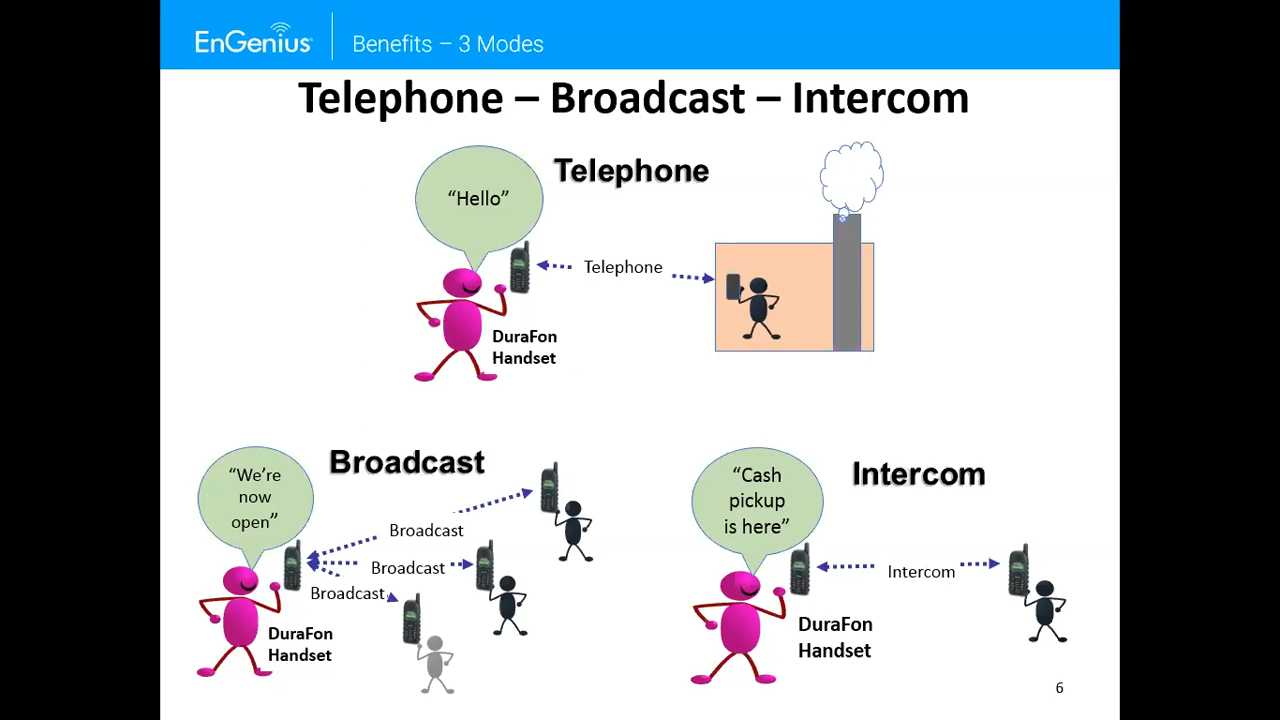 EnGenius
Benefits – 3 Modes
Telephone – Broadcast – Intercom
Telephone
“Hello”
Telephone
DuraFon
Handset
Broadcast
“We’re
now
open”
Broadcast
Broadcast
Broadcast
DuraFon
Handset
Intercom
“Cash
pickup
is here”
Intercom
DuraFon
Handset
6